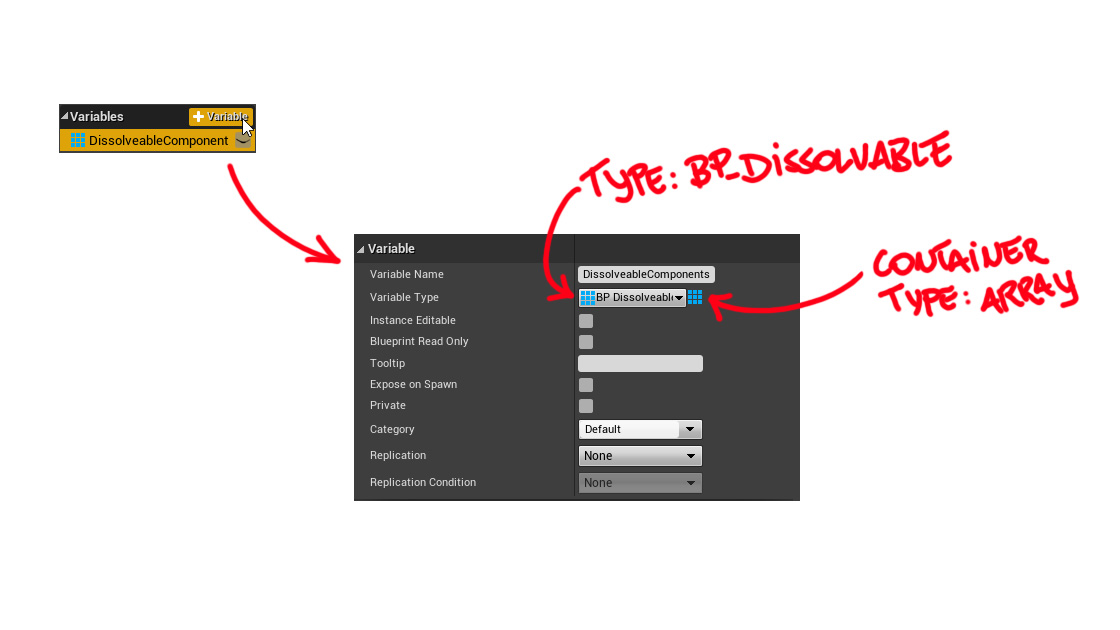 Variables
+ Variable
DissolveableComponent
TYPE: BP_DISSOLVABLE
CONTAINER
TYPE: ARRAY
Variable
Variable Name
DissolveableComponents
Variable Type
BP Dissolveabl
Instance Editable
Blueprint Read Only
Tooltip
Expose on Spawn
Private
Category
Default
Replication
None
Replication Condition
None